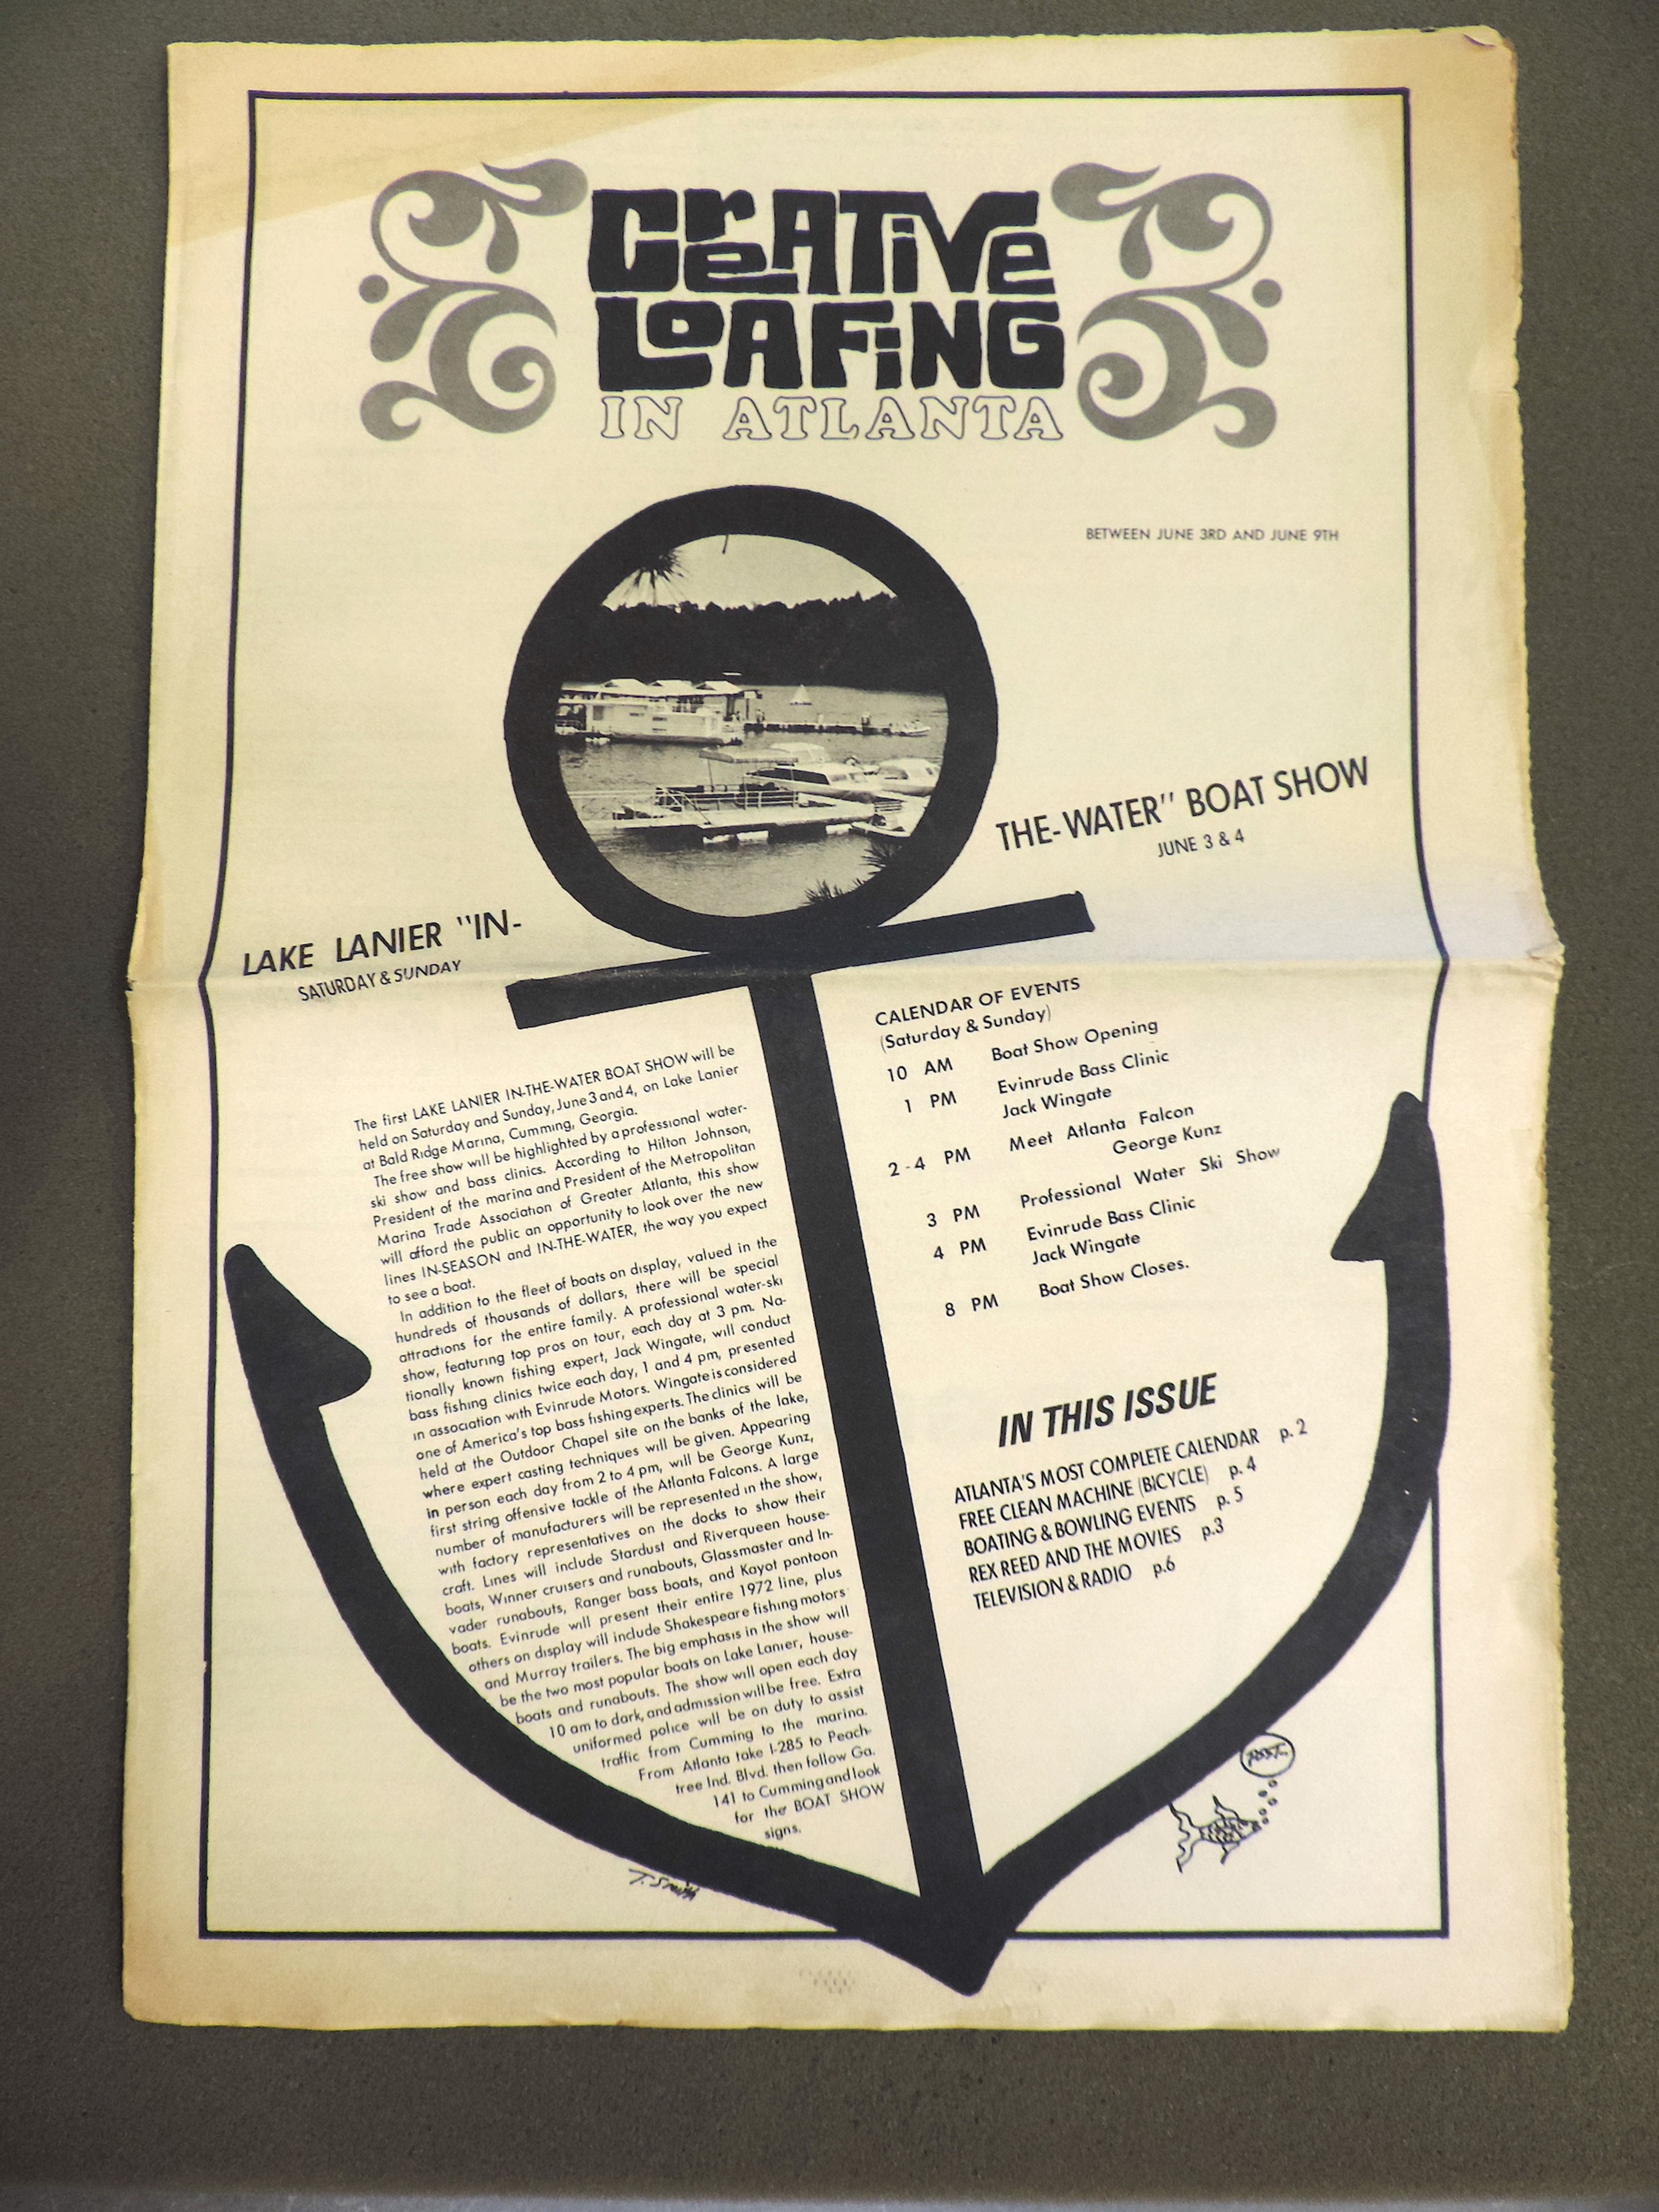 CReATiVe
LOAFiNG
IN ATLANTA
BETWEEN JUNE 3RD AND JUNE 9TH
LAKE LANIER "IN-
SATURDAY & SUNDAY
THE-WATER" BOAT SHOW
JUNE 3 & 4
The first LAKE LANIER IN-THE-WATER BOAT SHOW will be
held on Saturday and Sunday, June 3 and 4, on Lake Lanier
at Bald Ridge Marina, Cumming, Georgia.
The free show will be highlighted by a professional water-
ski show and bass clinics. According to Hilton Johnson,
President of the marina and President of the Metropolitan
Marina Trade Association of Greater Atlanta, this show
will afford the public an opportunity to look over the new
lines IN-SEASON and IN-THE-WATER, the way you expect
to see a boat.
In addition to the fleet of boats on display, valued in the
hundreds of thousands of dollars, there will be special
attractions for the entire family. A professional water-ski
show, featuring top pros on tour, each day at 3 pm. Na-
tionally known fishing expert, Jack Wingate, will conduct
bass fishing clinics twice each day, 1 and 4 pm, presented
in association with Evinrude Motors. Wingate is considered
one of America's top bass fishing experts. The clinics will be
held at the Outdoor Chapel site on the banks of the lake,
where expert casting techniques will be given. Appearing
in person each day from 2 to 4 pm, will be George Kunz,
first string offensive tackle of the Atlanta Falcons. A large
number of manufacturers will be represented in the show,
with factory representatives on the docks to show their
craft. Lines will include Stardust and Riverqueen house-
boats, Winner cruisers and runabouts, Glassmaster and In-
vader runabouts, Ranger bass boats, and Kayot pontoon
boats. Evinrude will present their entire 1972 line, plus
others on display will include Shakespeare fishing motors
and Murray trailers. The big emphasis in the show will
be the two most popular boats on Lake Lanier, house-
boats and runabouts. The show will open each day
10 am to dark, and admission will be free. Extra
uniformed police will be on duty to assist
traffic from Cumming to the marina.
From Atlanta take I-285 to Peach-
tree Ind. Blvd. then follow Ga.
141 to Cumming and look
for the BOAT SHOW
signs.
T. Smith
CALENDAR OF EVENTS
(Saturday & Sunday)
10 AM Boat Show Opening
1 PM Evinrude Bass Clinic
Jack Wingate
2-4 PM Meet Atlanta Falcon
George Kunz
3 PM Professional Water Ski Show
4 PM Evinrude Bass Clinic
Jack Wingate
8 PM Boat Show Closes.
IN THIS ISSUE
ATLANTA'S MOST COMPLETE CALENDAR p. 2
FREE CLEAN MACHINE (BICYCLE) p. 4
BOATING & BOWLING EVENTS p. 5
REX REED AND THE MOVIES p.3
TELEVISION & RADIO p.6